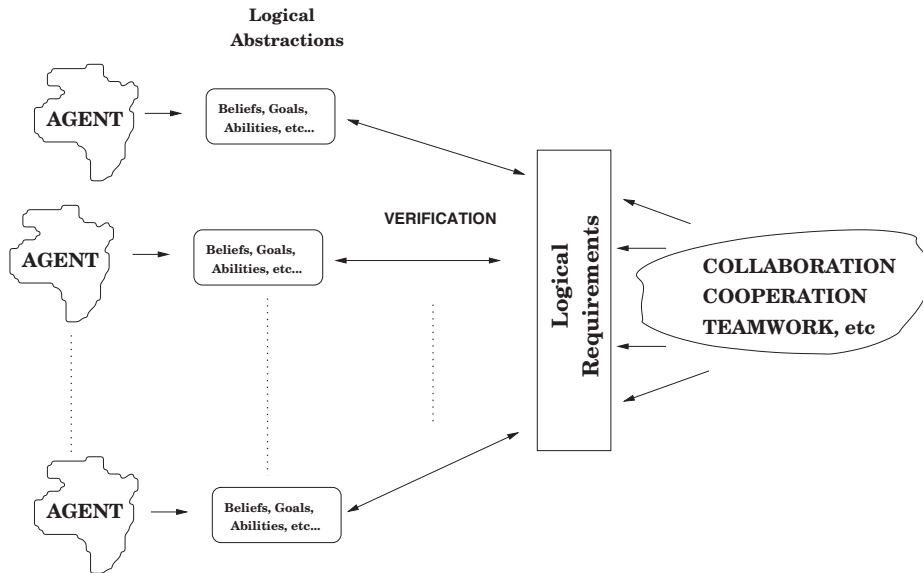 Logical
Abstractions
AGENT
Beliefs, Goals,
Abilities, etc...
VERIFICATION
AGENT
Beliefs, Goals,
Abilities, etc...
Logical
Requirements
COLLABORATION
COOPERATION
TEAMWORK, etc
AGENT
Beliefs, Goals,
Abilities, etc...